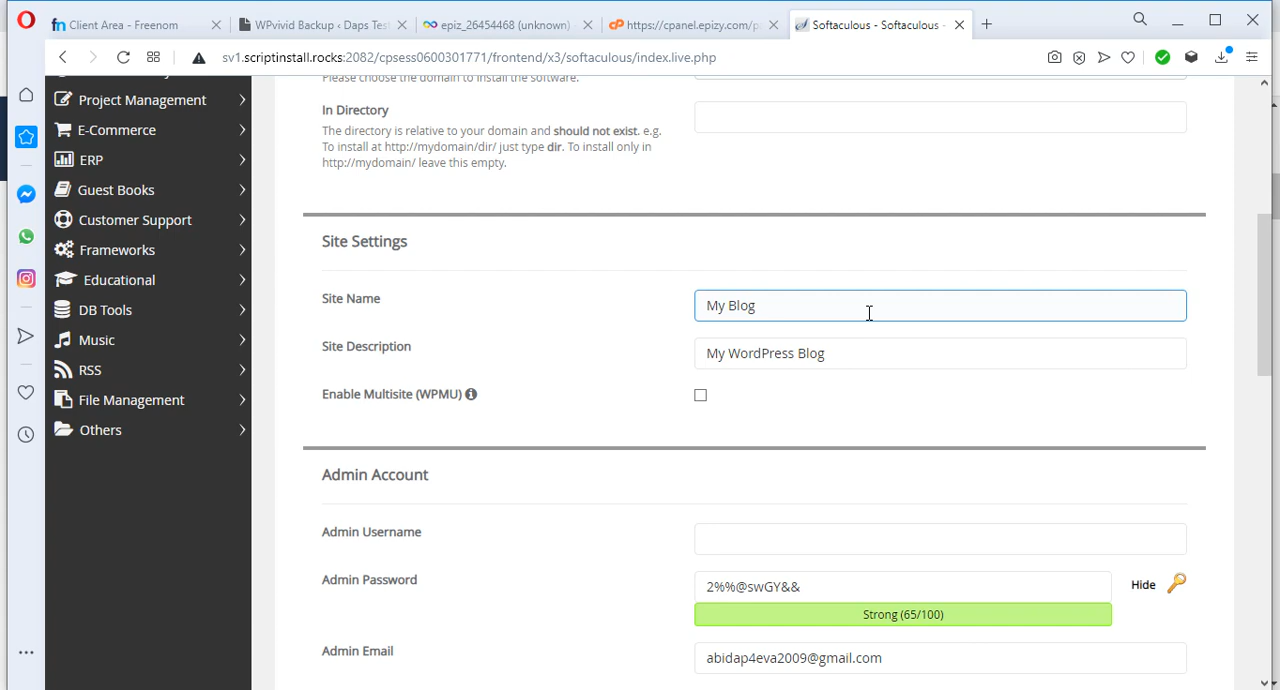 Client Area - Freenom
WPvivid Backup ‹ Daps Test
epiz_26454468 (unknown) -
https://cpanel.epizy.com/p
Softaculous - Softaculous -
sv1.scriptinstall.rocks:2082/cpsess0600301771/frontend/x3/softaculous/index.live.php
Project Management
E-Commerce
ERP
Guest Books
Customer Support
Frameworks
Educational
DB Tools
Music
RSS
File Management
Others
Please choose the domain to install the software.
In Directory
The directory is relative to your domain and should not exist. e.g.
To install at http://mydomain/dir/ just type dir. To install only in
http://mydomain/ leave this empty.
Site Settings
Site Name
My Blog
Site Description
My WordPress Blog
Enable Multisite (WPMU)
Admin Account
Admin Username
Admin Password
2%%@swGY&&
Hide
Strong (65/100)
Admin Email
abidap4eva2009@gmail.com